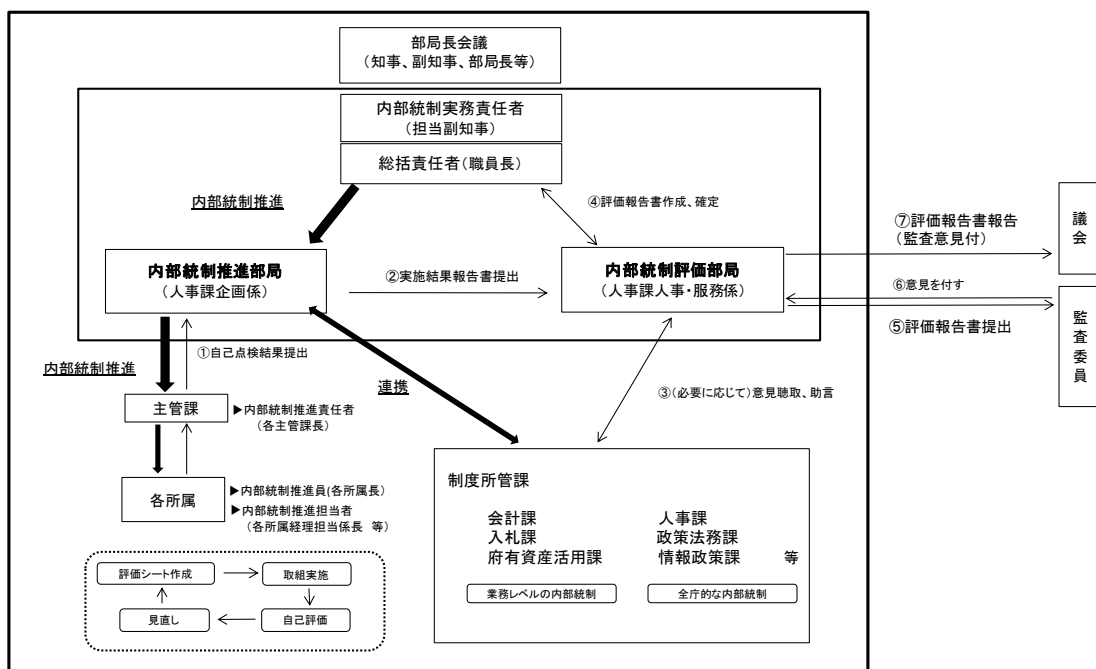 部局長会議
（知事、副知事、部局長等）
内部統制実務責任者
（担当副知事）
総括責任者（職員長）
内部統制推進
④評価報告書作成、確定
内部統制推進部局
（人事課企画係）
②実施結果報告書提出
内部統制評価部局
（人事課人事・服務係）
⑦評価報告書報告
（監査意見付）
議会
⑥意見を付す
⑤評価報告書提出
監査委員
①自己点検結果提出
内部統制推進
連携
③（必要に応じて）意見聴取、助言
主管課
▶内部統制推進責任者
（各主管課長）
各所属
▶内部統制推進員(各所属長）
▶内部統制推進担当者
（各所属経理担当係長 等）
制度所管課
会計課
入札課
府有資産活用課
人事課
政策法務課
情報政策課 等
業務レベルの内部統制
全庁的な内部統制
評価シート作成
取組実施
見直し
自己評価